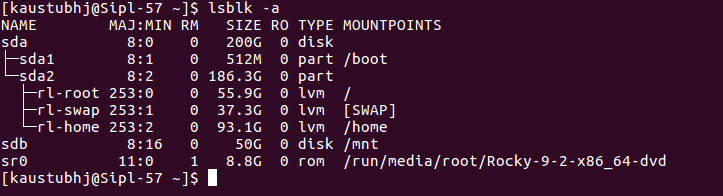 [kaustubhj@Sipl-57 ~]$ lsblk -a
NAME        MAJ:MIN RM   SIZE RO TYPE MOUNTPOINTS
sda           8:0    0   200G  0 disk
├─sda1        8:1    0   512M  0 part /boot
└─sda2        8:2    0 186.3G  0 part
  ├─rl-root 253:0    0  55.9G  0 lvm  /
  ├─rl-swap 253:1    0  37.3G  0 lvm  [SWAP]
  └─rl-home 253:2    0  93.1G  0 lvm  /home
sdb           8:16   0    50G  0 disk /mnt
sr0          11:0    1   8.8G  0 rom  /run/media/root/Rocky-9-2-x86_64-dvd
[kaustubhj@Sipl-57 ~]$